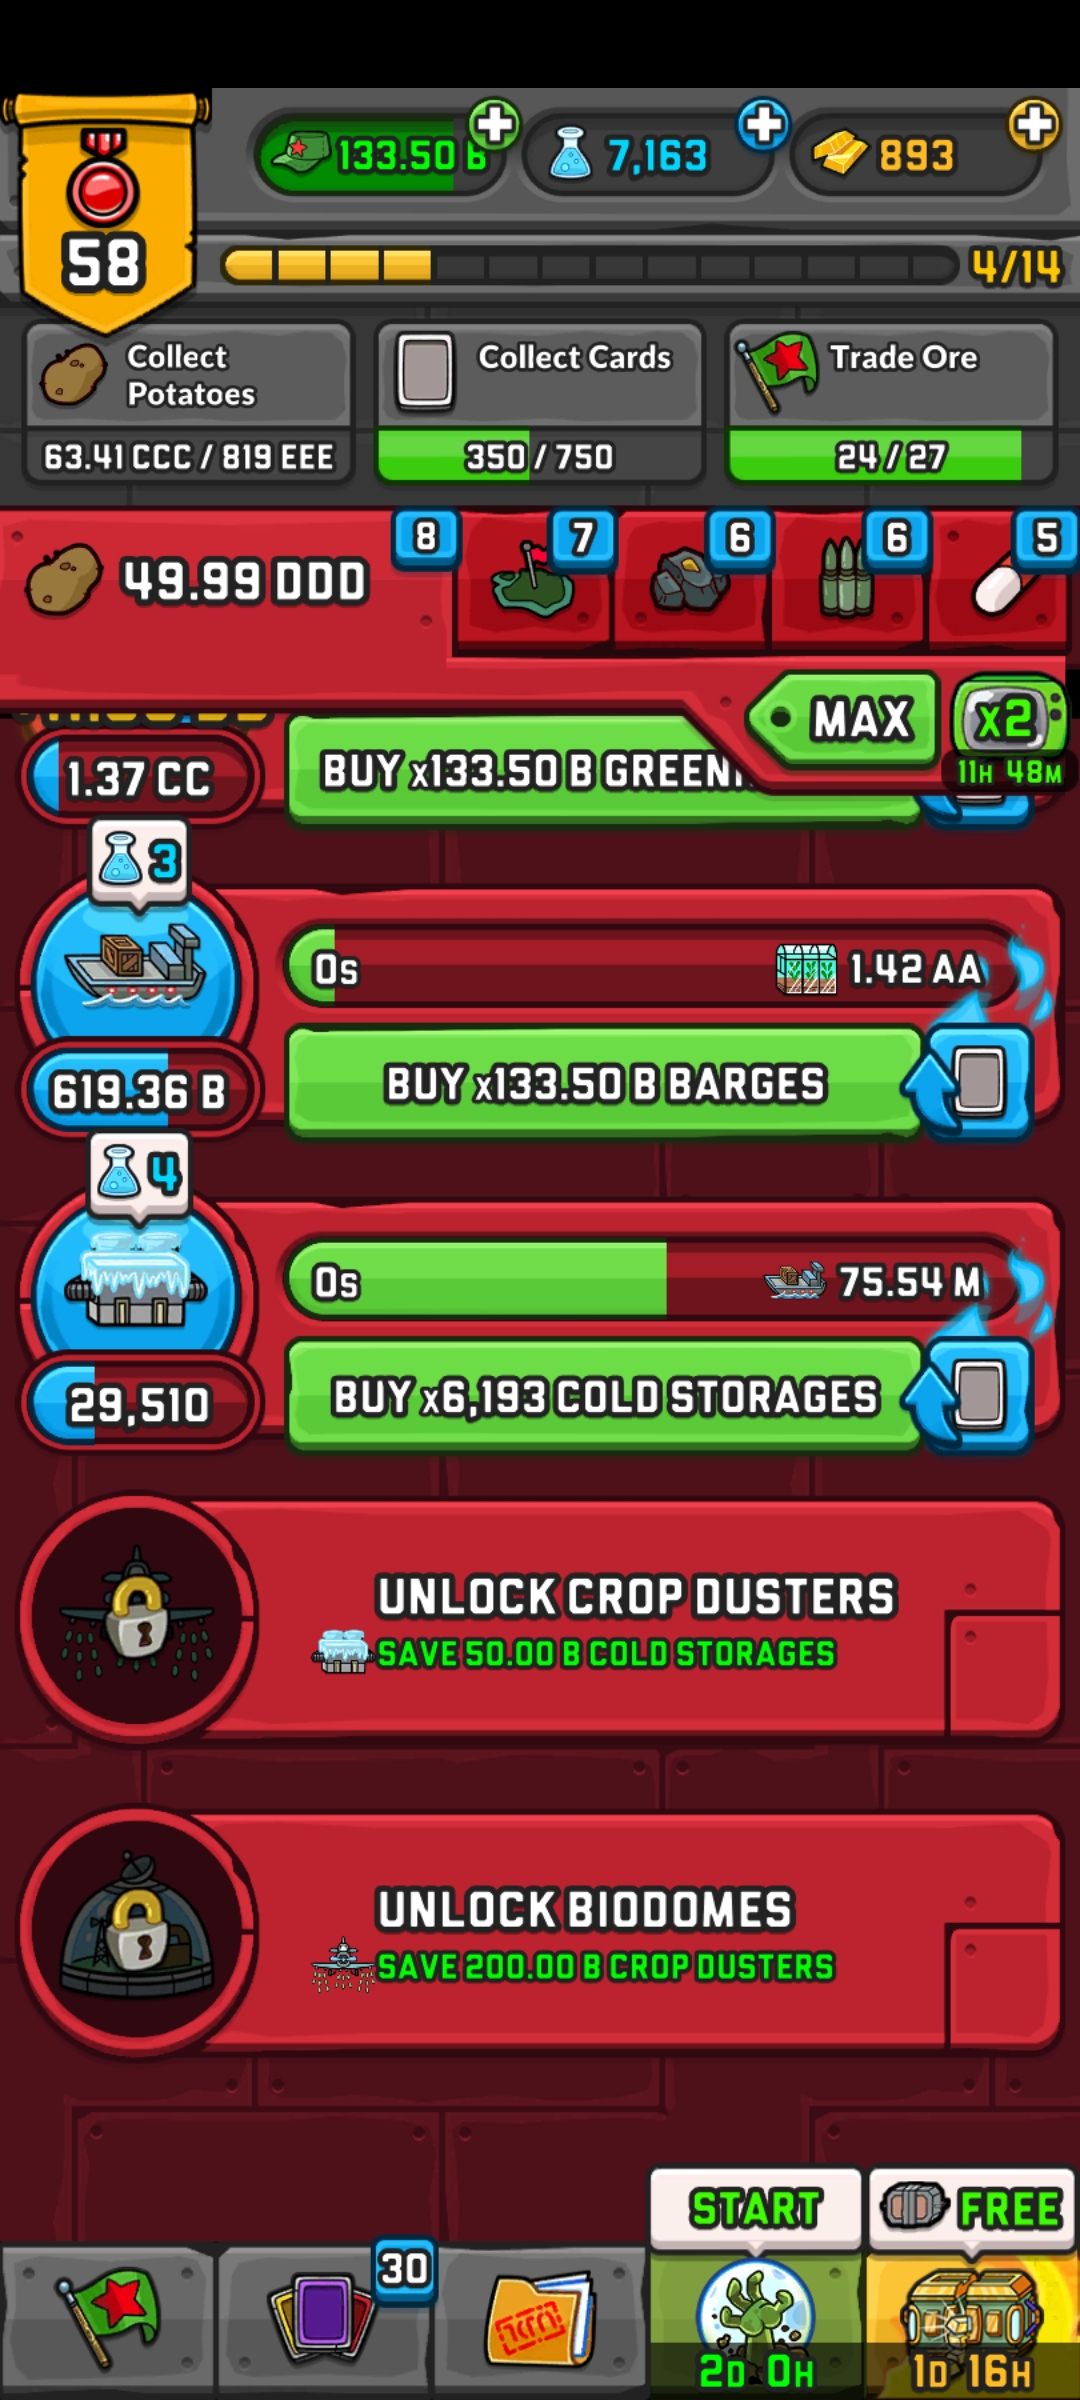 58
133.50 B
7,163
893
4/14
Collect Potatoes
63.41 CCC / 819 EEE
Collect Cards
350 / 750
Trade Ore
24 / 27
49.99 DDD
8
7
6
6
5
MAX
x2
11H 48M
1.37 CC
BUY x133.50 B
3
0s
1.42 AA
619.36 B
BUY x133.50 B BARGES
4
0s
75.54 M
29,510
BUY x6,193 COLD STORAGES
UNLOCK CROP DUSTERS
SAVE 50.00 B COLD STORAGES
UNLOCK BIODOMES
SAVE 200.00 B CROP DUSTERS
START
FREE
30
2D 0H
1D 16H